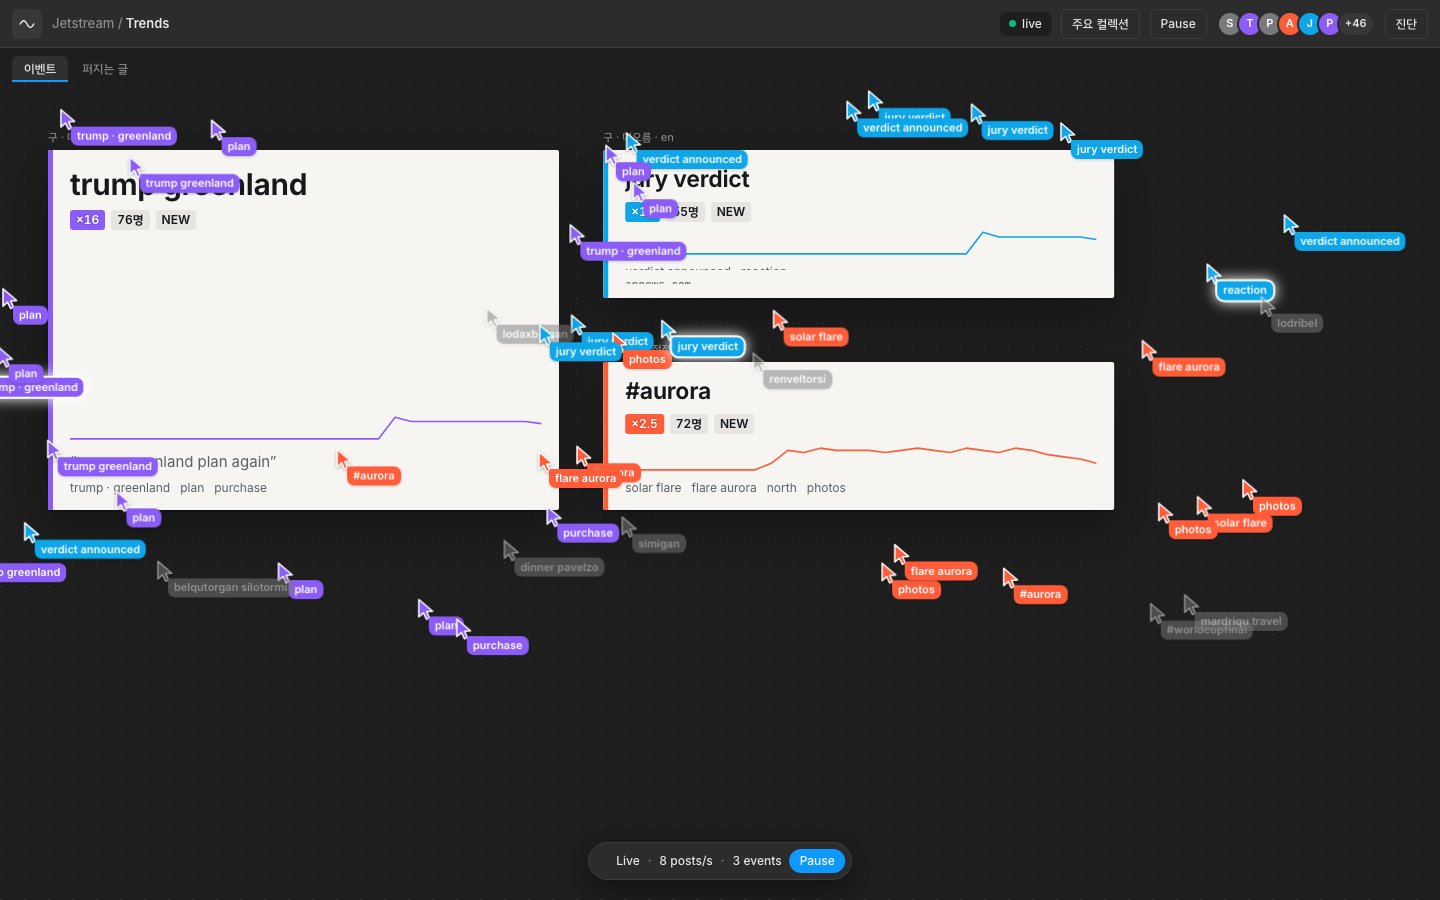 Jetstream / Trends
live
주요 컬렉션
Pause
S T P A J P +46
진단
이벤트
퍼지는 글
trump · greenland
plan
trump greenland
trump greenland
×16 76명 NEW
plan
plan
trump greenland
nland plan again”
trump · greenland plan purchase
plan
#aurora
jury verdict
verdict announced
jury verdict
jury verdict
· en
verdict announced
plan
jury verdict
plan
NEW
trump · greenland
verdict announced
reaction
lodribel
jury verdict
jury verdict
photos
solar flare
renveltorsi
flare aurora
#aurora
×2.5 72명 NEW
flare aurora
solar flare flare aurora north photos
photos
solar flare
photos
purchase
simigan
dinner pavelzo
verdict announced
greenland
belqutorgan
plan
plan
purchase
flare aurora
photos
#aurora
mardriqu travel
#worldcupfinal
Live · 8 posts/s · 3 events Pause